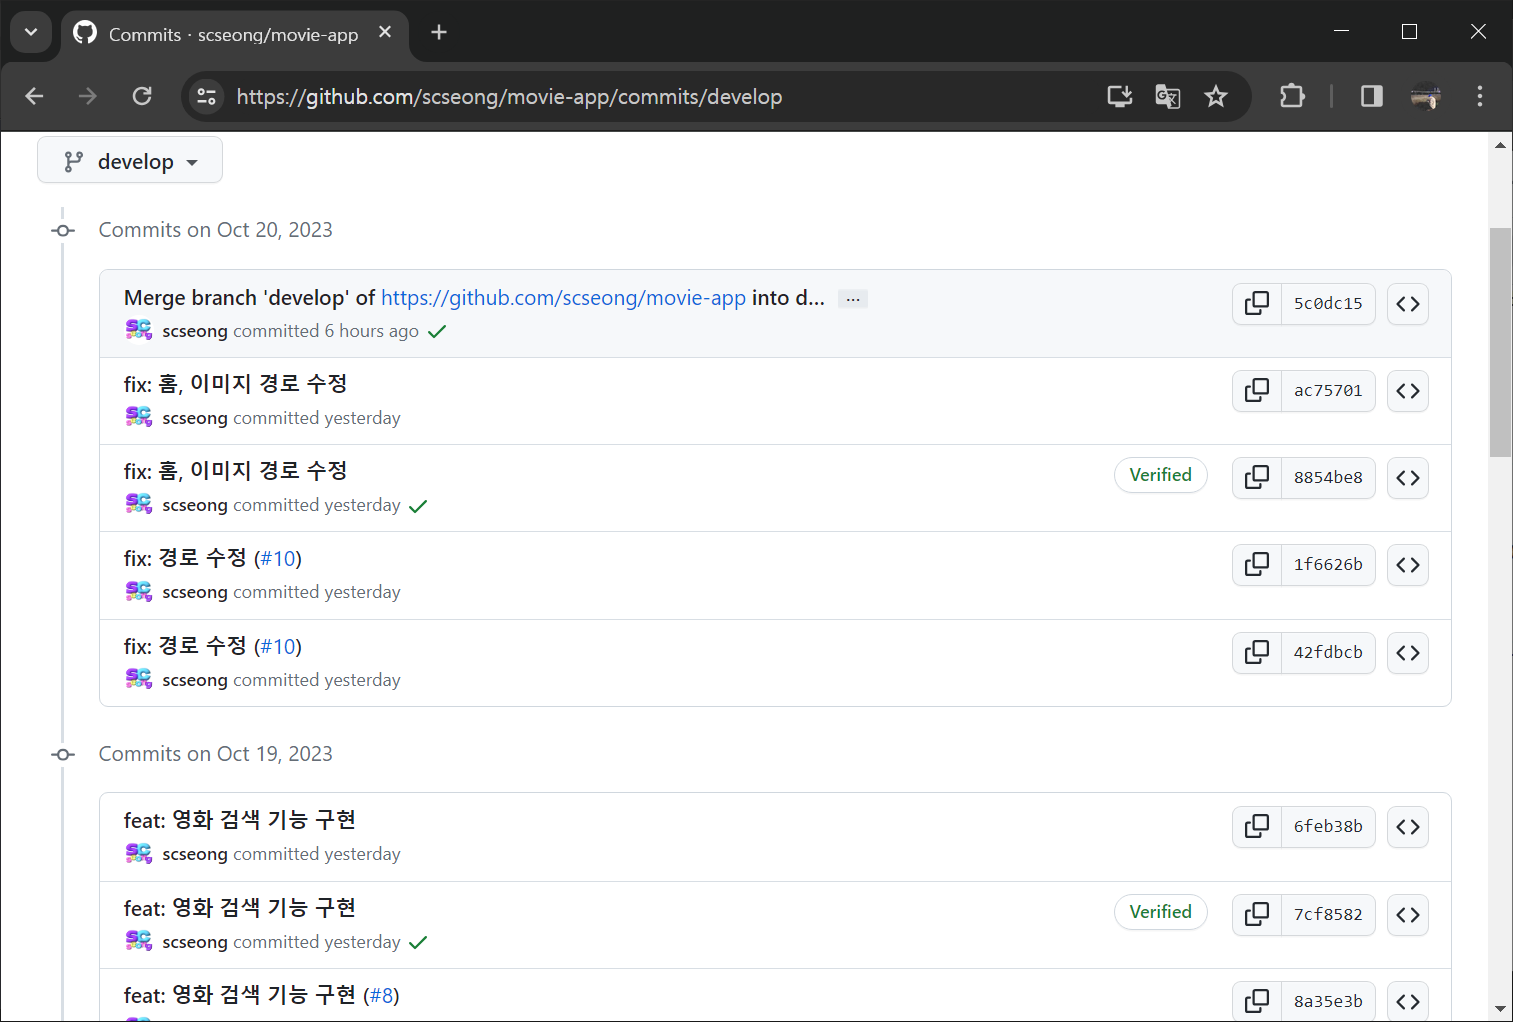 Commits · scseong/movie-app
https://github.com/scseong/movie-app/commits/develop
develop
Commits on Oct 20, 2023
Merge branch 'develop' of https://github.com/scseong/movie-app into d... ...
5c0dc15
scseong committed 6 hours ago
fix: 홈, 이미지 경로 수정
ac75701
scseong committed yesterday
fix: 홈, 이미지 경로 수정
Verified
8854be8
scseong committed yesterday
fix: 경로 수정 (#10)
1f6626b
scseong committed yesterday
fix: 경로 수정 (#10)
42fdbcb
scseong committed yesterday
Commits on Oct 19, 2023
feat: 영화 검색 기능 구현
6feb38b
scseong committed yesterday
feat: 영화 검색 기능 구현
Verified
7cf8582
scseong committed yesterday
feat: 영화 검색 기능 구현 (#8)
8a35e3b